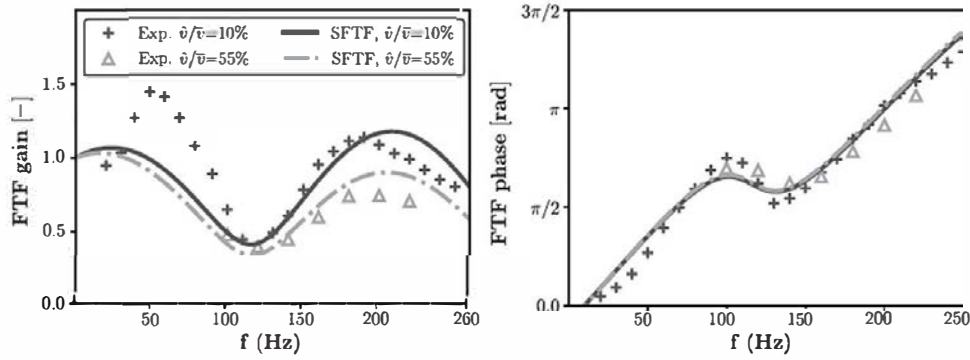 Exp. v̂/v̄=10% SFTF, v̂/v̄=10%
Exp. v̂/v̄=55% SFTF, v̂/v̄=55%
FTF gain [−]
1.5
1.0
0.5
0.0
50 100 150 200 260
f (Hz)
FTF phase [rad]
3π/2
π
π/2
0.0
50 100 150 200 250
f (Hz)